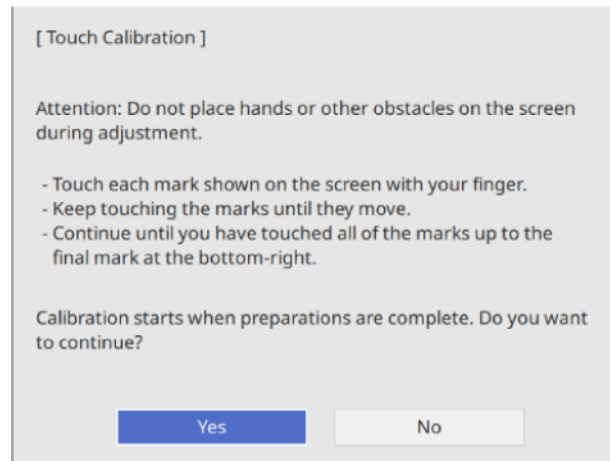 [ Touch Calibration ]
Attention: Do not place hands or other obstacles on the screen
during adjustment.
- Touch each mark shown on the screen with your finger.
- Keep touching the marks until they move.
- Continue until you have touched all of the marks up to the
final mark at the bottom-right.
Calibration starts when preparations are complete. Do you want
to continue?
Yes
No